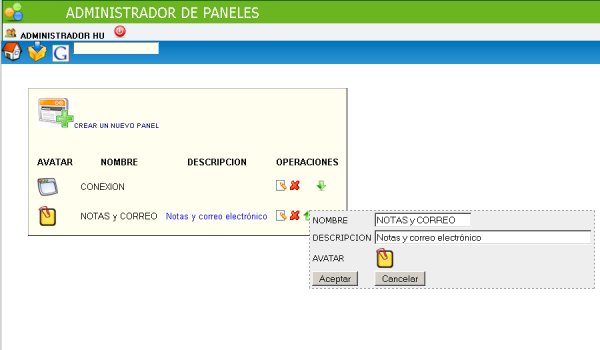 ADMINISTRADOR DE PANELES
ADMINISTRADOR HU
G
CREAR UN NUEVO PANEL
AVATAR NOMBRE DESCRIPCION OPERACIONES
CONEXION
NOTAS y CORREO Notas y correo electrónico
NOMBRE NOTAS y CORREO
DESCRIPCION Notas y correo electrónico
AVATAR
Aceptar Cancelar